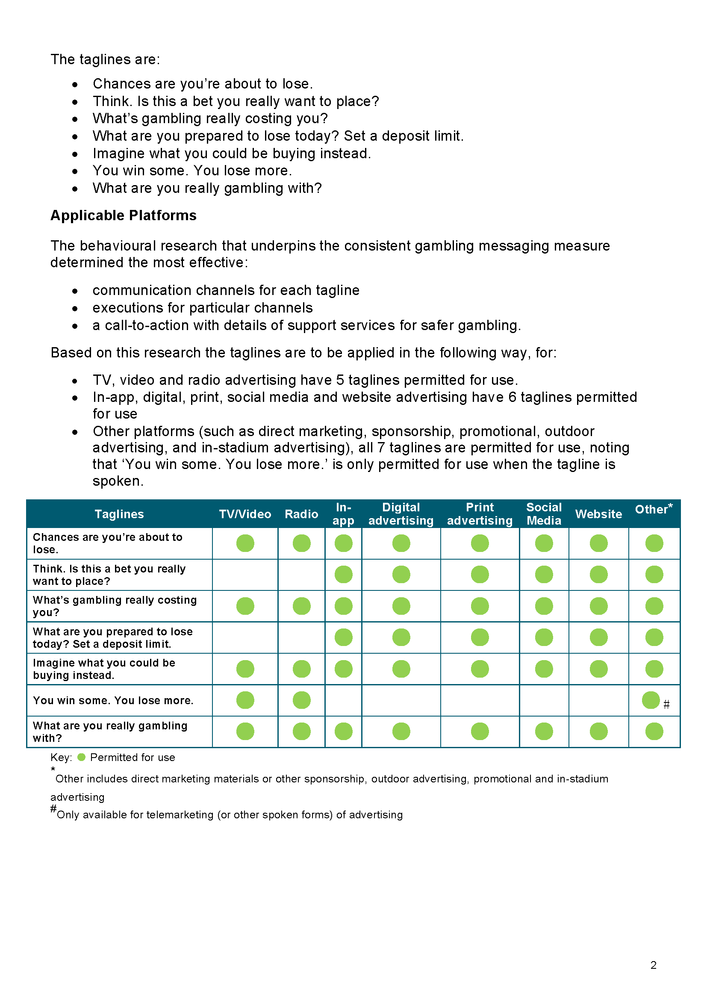 The taglines are:
• Chances are you’re about to lose.
• Think. Is this a bet you really want to place?
• What’s gambling really costing you?
• What are you prepared to lose today? Set a deposit limit.
• Imagine what you could be buying instead.
• You win some. You lose more.
• What are you really gambling with?
Applicable Platforms
The behavioural research that underpins the consistent gambling messaging measure
determined the most effective:
• communication channels for each tagline
• executions for particular channels
• a call-to-action with details of support services for safer gambling.
Based on this research the taglines are to be applied in the following way, for:
• TV, video and radio advertising have 5 taglines permitted for use.
• In-app, digital, print, social media and website advertising have 6 taglines permitted
for use
• Other platforms (such as direct marketing, sponsorship, promotional, outdoor
advertising, and in-stadium advertising), all 7 taglines are permitted for use, noting
that ‘You win some. You lose more.’ is only permitted for use when the tagline is
spoken.
Taglines TV/Video Radio In-app Digital advertising Print advertising Social Media Website Other*
Chances are you’re about to
lose.
Think. Is this a bet you really
want to place?
What’s gambling really costing
you?
What are you prepared to lose
today? Set a deposit limit.
Imagine what you could be
buying instead.
You win some. You lose more. #
What are you really gambling
with?
Key: Permitted for use
*Other includes direct marketing materials or other sponsorship, outdoor advertising, promotional and in-stadium
advertising
#Only available for telemarketing (or other spoken forms) of advertising
2